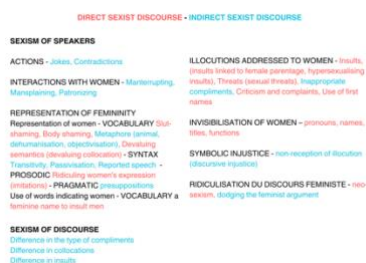 DIRECT SEXIST DISCOURSE - INDIRECT SEXIST DISCOURSE
SEXISM OF SPEAKERS
ACTIONS - Jokes, Contradictions
INTERACTIONS WITH WOMEN - Manterrupting,
Mansplaining, Patronizing
REPRESENTATION OF FEMININITY
Representation of women - VOCABULARY Slut-
shaming, Body shaming, Metaphors (animal,
dehumanisation, objectivisation), Devaluing
semantics (devaluing collocation) - SYNTAX
Transitivity, Passivisation, Reported speech -
PROSODIC Ridiculing women's expression
(imitations) - PRAGMATIC presuppositions
Use of words indicating women - VOCABULARY a
feminine name to insult men
SEXISM OF DISCOURSE
Difference in the type of compliments
Difference in collocations
Difference in insults
ILLOCUTIONS ADDRESSED TO WOMEN - Insults,
(insults linked to female parentage, hypersexualising
insults), Threats (sexual threats), Inappropriate
compliments, Criticism and complaints, Use of first
names
INVISIBILISATION OF WOMEN – pronouns, names,
titles, functions
SYMBOLIC INJUSTICE - non-reception of illocution
(discursive injustice)
RIDICULISATION DU DISCOURS FEMINISTE - neo
sexism, dodging the feminist argument